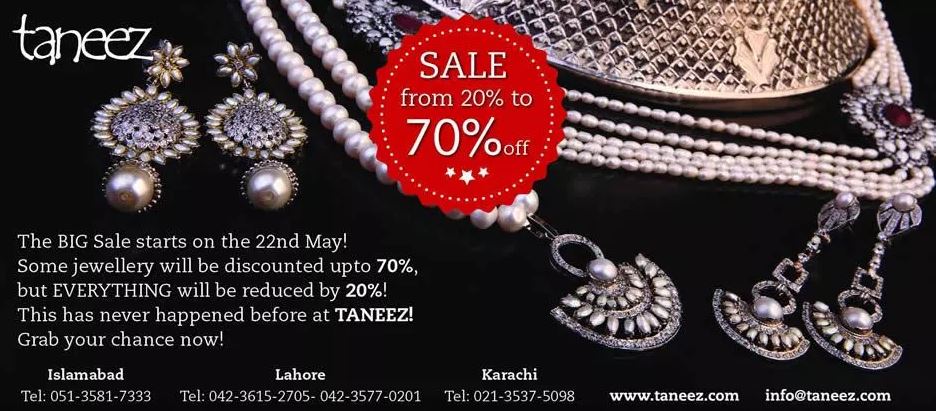 taneez
SALE
from 20% to
70% off
The BIG Sale starts on the 22nd May!
Some jewellery will be discounted upto 70%,
but EVERYTHING will be reduced by 20%!
This has never happened before at TANEEZ!
Grab your chance now!
Islamabad
Tel: 051-3581-7333
Lahore
Tel: 042-3615-2705- 042-3577-0201
Karachi
Tel: 021-3537-5098
www.taneez.com
info@taneez.com